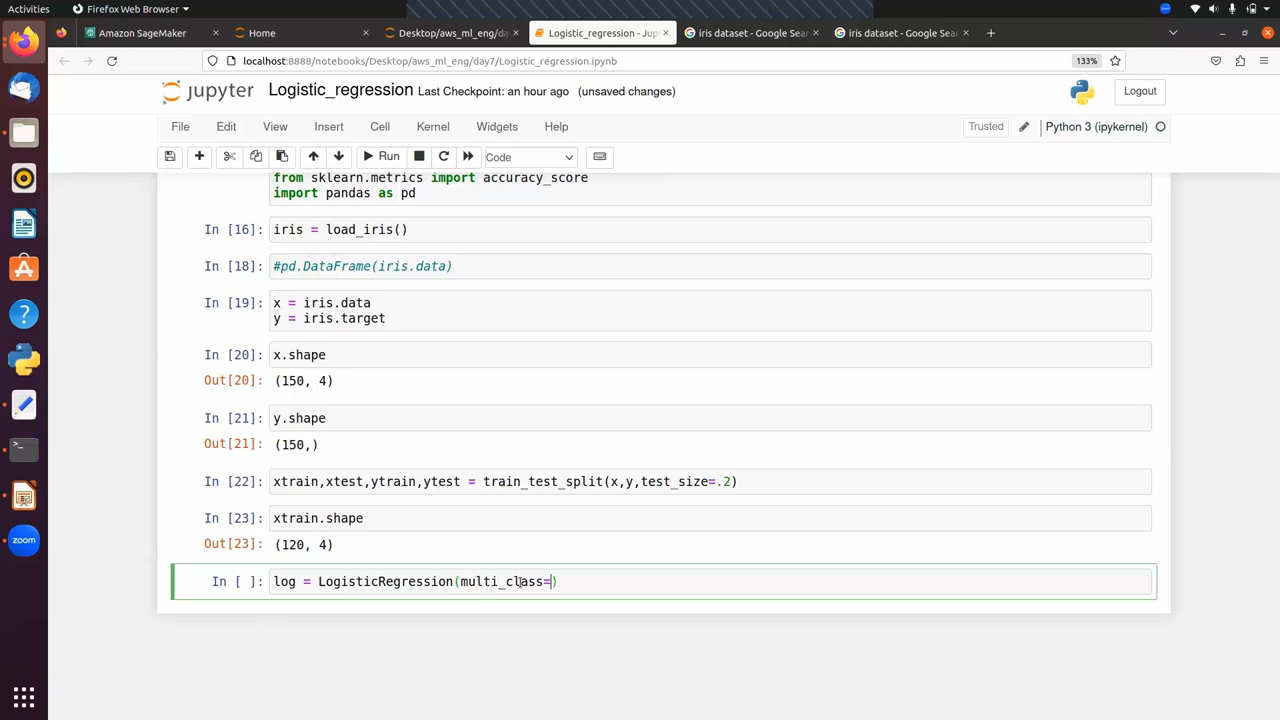 Activities
Firefox Web Browser
Amazon SageMaker
Home
Desktop/aws_ml_eng/da
Logistic_regression - Jup
iris dataset - Google Sear
iris dataset - Google Sear
localhost:8888/notebooks/Desktop/aws_ml_eng/day7/Logistic_regression.ipynb
133%
jupyter Logistic_regression Last Checkpoint: an hour ago (unsaved changes)
Logout
File Edit View Insert Cell Kernel Widgets Help
Trusted
Python 3 (ipykernel)
Run
Code
from sklearn.metrics import accuracy_score
import pandas as pd
In [16]: iris = load_iris()
In [18]: #pd.DataFrame(iris.data)
In [19]: x = iris.data
y = iris.target
In [20]: x.shape
Out[20]: (150, 4)
In [21]: y.shape
Out[21]: (150,)
In [22]: xtrain,xtest,ytrain,ytest = train_test_split(x,y,test_size=.2)
In [23]: xtrain.shape
Out[23]: (120, 4)
In [ ]: log = LogisticRegression(multi_class=)
zoom